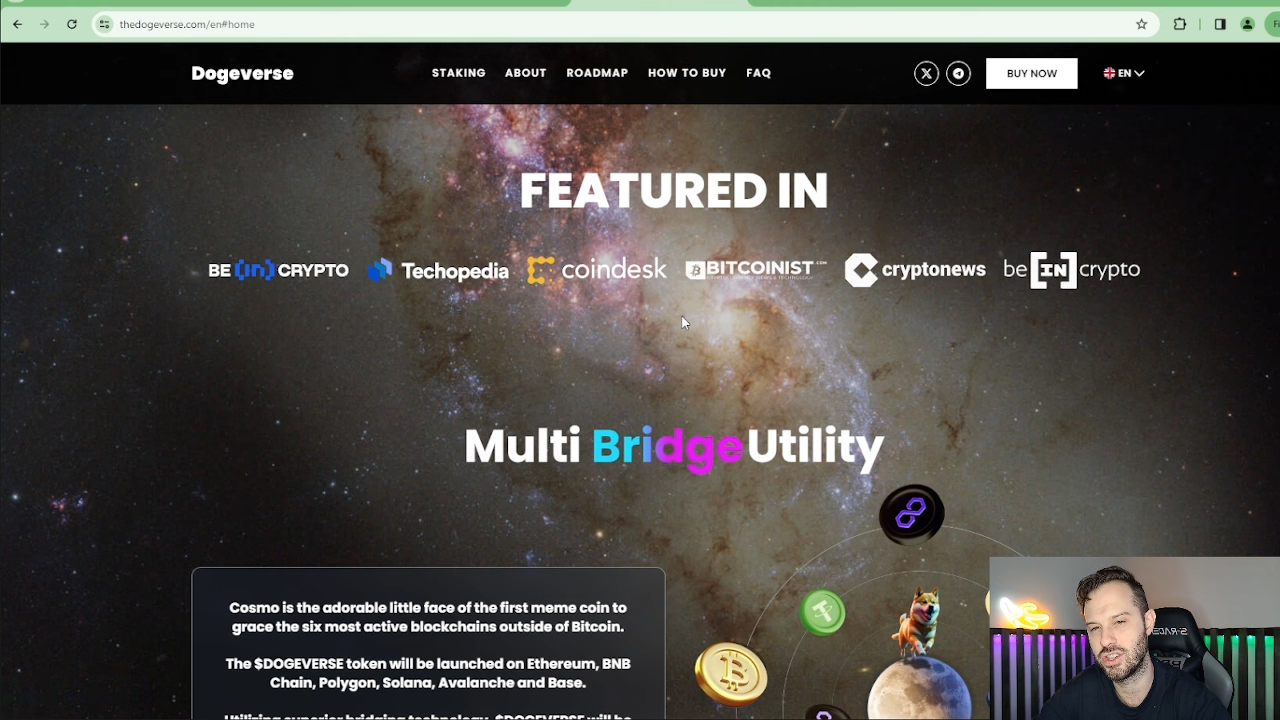 thedogeverse.com/en#home
Dogeverse
STAKING ABOUT ROADMAP HOW TO BUY FAQ
BUY NOW
EN
FEATURED IN
BE [in] CRYPTO
Techopedia
coindesk
BITCOINIST .COM
cryptonews
be [IN] crypto
Multi Bridge Utility
Cosmo is the adorable little face of the first meme coin to
grace the six most active blockchains outside of Bitcoin.
The $DOGEVERSE token will be launched on Ethereum, BNB
Chain, Polygon, Solana, Avalanche and Base.
Utilizing superior bridging technology, $DOGEVERSE will be